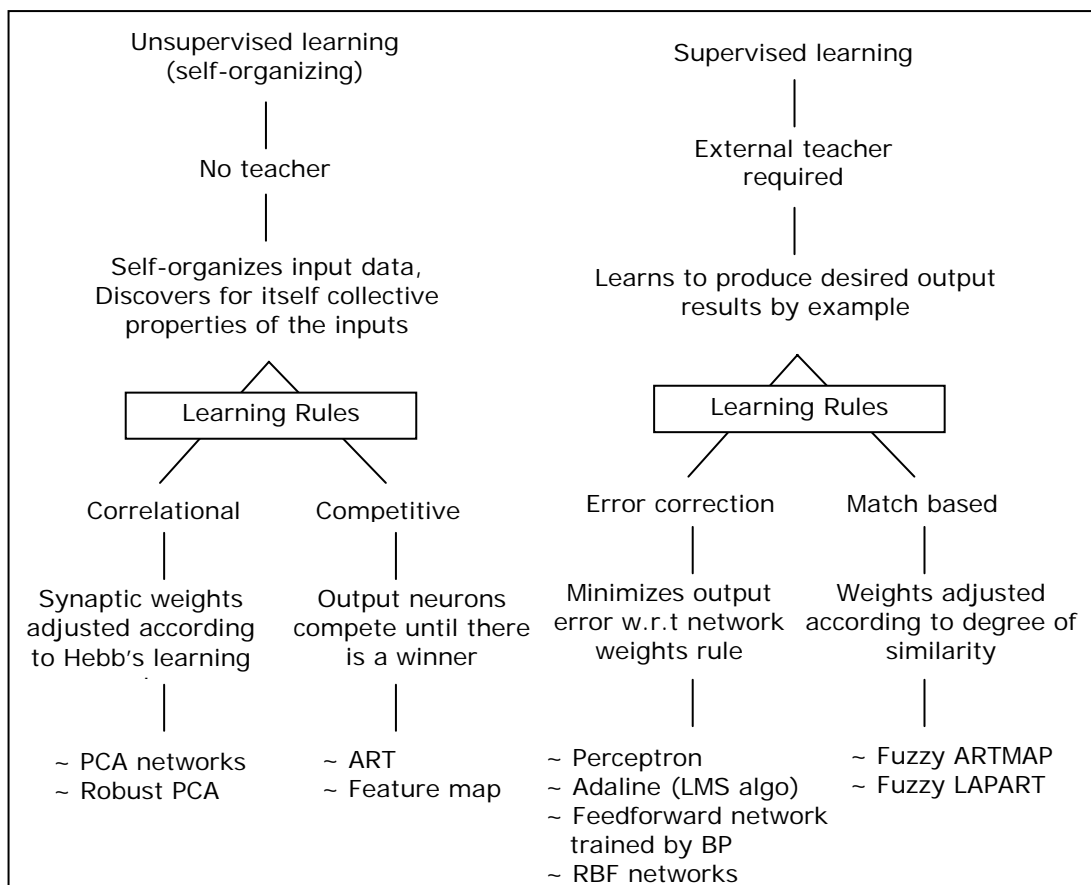 Unsupervised learning
(self-organizing)
No teacher
Self-organizes input data,
Discovers for itself collective
properties of the inputs
Learning Rules
Correlational
Synaptic weights
adjusted according
to Hebb's learning
~ PCA networks
~ Robust PCA
Competitive
Output neurons
compete until there
is a winner
~ ART
~ Feature map
Supervised learning
External teacher
required
Learns to produce desired output
results by example
Learning Rules
Error correction
Minimizes output
error w.r.t network
weights rule
~ Perceptron
~ Adaline (LMS algo)
~ Feedforward network
trained by BP
~ RBF networks
Match based
Weights adjusted
according to degree of
similarity
~ Fuzzy ARTMAP
~ Fuzzy LAPART